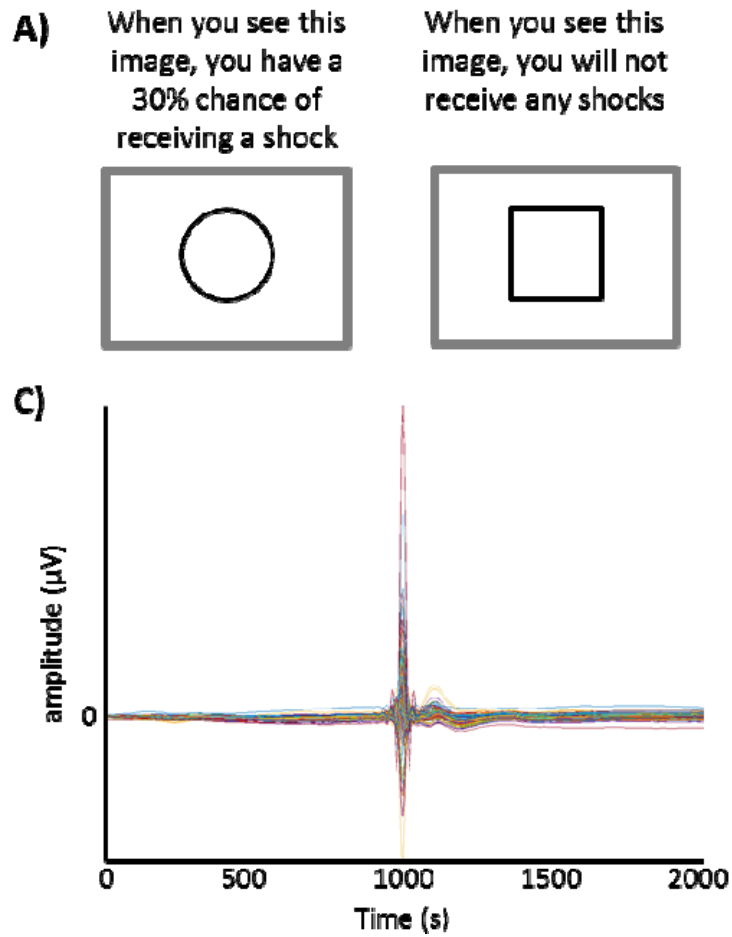 A)
When you see this
image, you have a
30% chance of
receiving a shock
When you see this
image, you will not
receive any shocks
C)
amplitude (µV)
0
0
500
1000
1500
2000
Time (s)